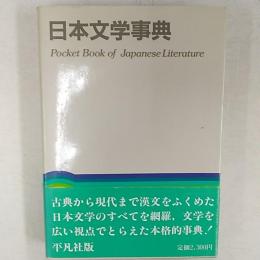 日本文学事典
Pocket Book of Japanese Literature
古典から現代まで漢文をふくめた
日本文学のすべてを網羅、文学を
広い視点でとらえた本格的事典!
平凡社版
定価2,300円